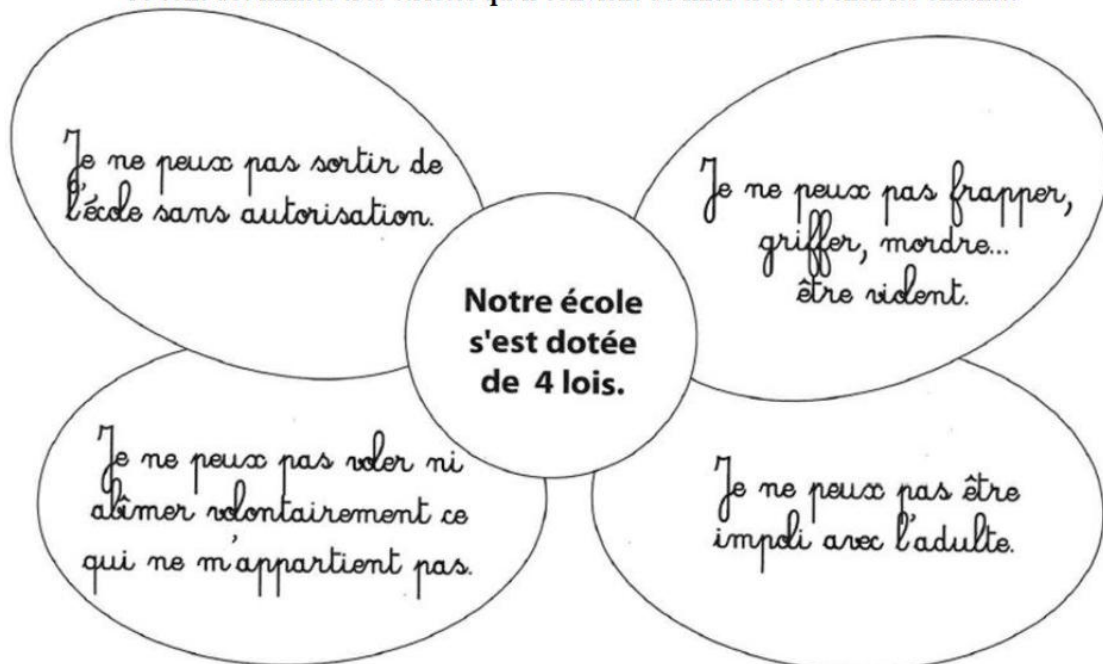 Je ne peux pas sortir de
l'école sans autorisation.
Je ne peux pas frapper,
griffer, mordre...
être violent.
Notre école
s'est dotée
de 4 lois.
Je ne peux pas voler ni
abîmer volontairement ce
qui ne m'appartient pas.
Je ne peux pas être
impoli avec l'adulte.